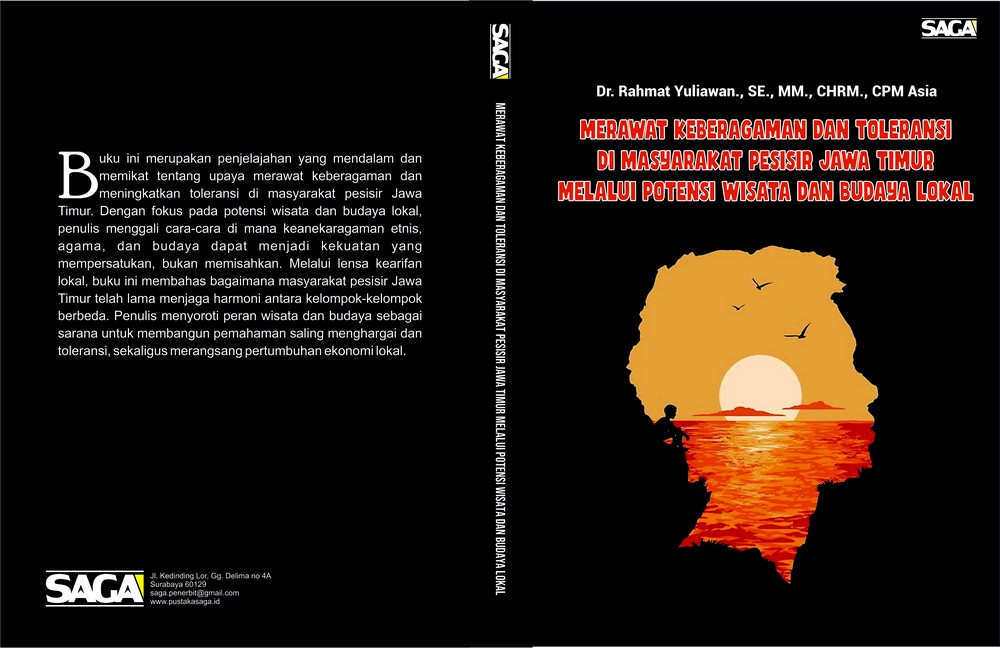 Buku ini merupakan penjelajahan yang mendalam dan
memikat tentang upaya merawat keberagaman dan
meningkatkan toleransi di masyarakat pesisir Jawa
Timur. Dengan fokus pada potensi wisata dan budaya lokal,
penulis menggali cara-cara di mana keanekaragaman etnis,
agama, dan budaya dapat menjadi kekuatan yang
mempersatukan, bukan memisahkan. Melalui lensa kearifan
lokal, buku ini membahas bagaimana masyarakat pesisir Jawa
Timur telah lama menjaga harmoni antara kelompok-kelompok
berbeda. Penulis menyoroti peran wisata dan budaya sebagai
sarana untuk membangun pemahaman saling menghargai dan
toleransi, sekaligus merangsang pertumbuhan ekonomi lokal.
SAGA
Jl. Kedinding Lor, Gg. Delima no 4A
Surabaya 60129
saga.penerbit@gmail.com
www.pustakasaga.id
SAGA
MERAWAT KEBERAGAMAN DAN TOLERANSI DI MASYARAKAT PESISIR JAWA TIMUR MELALUI POTENSI WISATA DAN BUDAYA LOKAL
SAGA
Dr. Rahmat Yuliawan., SE., MM., CHRM., CPM Asia
MERAWAT KEBERAGAMAN DAN TOLERANSI
DI MASYARAKAT PESISIR JAWA TIMUR
MELALUI POTENSI WISATA DAN BUDAYA LOKAL